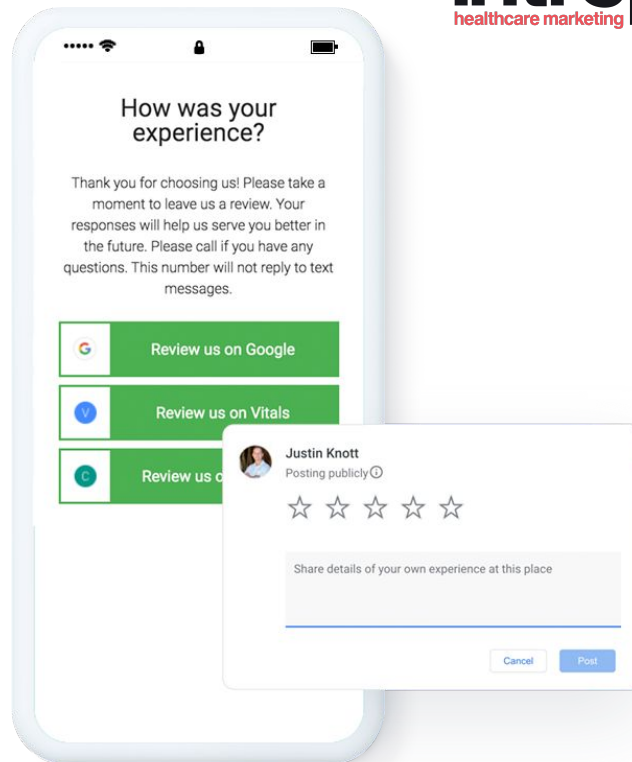 healthcare marketing
How was your
experience?
Thank you for choosing us! Please take a
moment to leave us a review. Your
responses will help us serve you better in
the future. Please call if you have any
questions. This number will not reply to text
messages.
G
Review us on Google
V
Review us on Vitals
C
Review us
Justin Knott
Posting publicly
Share details of your own experience at this place
Cancel
Post